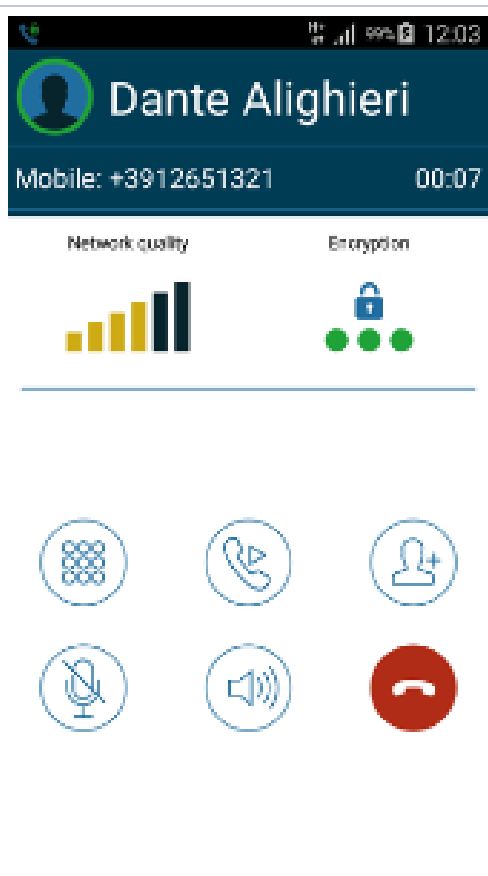 H+ 99% 12:03
Dante Alighieri
Mobile: +3912651321 00:07
Network quality Encryption